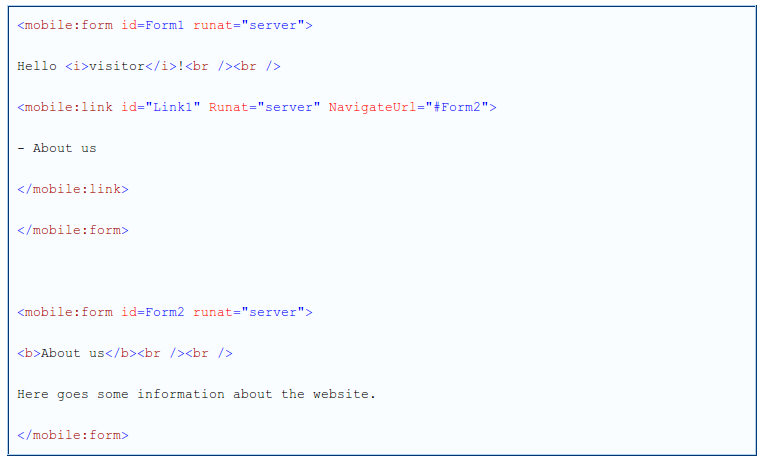 <mobile:form id=Form1 runat="server">
Hello <i>visitor</i>!<br /><br />
<mobile:link id="Link1" Runat="server" NavigateUrl="#Form2">
- About us
</mobile:link>
</mobile:form>
<mobile:form id=Form2 runat="server">
<b>About us</b><br /><br />
Here goes some information about the website.
</mobile:form>